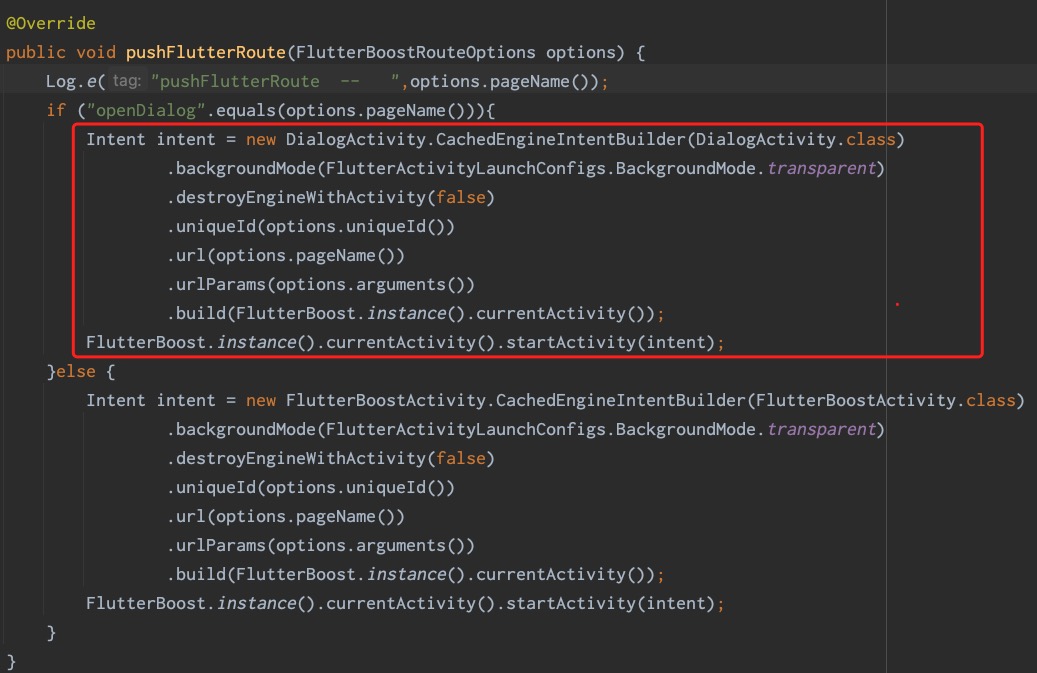 @Override
public void pushFlutterRoute(FlutterBoostRouteOptions options) {
    Log.e( tag: "pushFlutterRoute  --   ",options.pageName());
    if ("openDialog".equals(options.pageName())){
        Intent intent = new DialogActivity.CachedEngineIntentBuilder(DialogActivity.class)
                .backgroundMode(FlutterActivityLaunchConfigs.BackgroundMode.transparent)
                .destroyEngineWithActivity(false)
                .uniqueId(options.uniqueId())
                .url(options.pageName())
                .urlParams(options.arguments())
                .build(FlutterBoost.instance().currentActivity());
        FlutterBoost.instance().currentActivity().startActivity(intent);
    }else {
        Intent intent = new FlutterBoostActivity.CachedEngineIntentBuilder(FlutterBoostActivity.class)
                .backgroundMode(FlutterActivityLaunchConfigs.BackgroundMode.transparent)
                .destroyEngineWithActivity(false)
                .uniqueId(options.uniqueId())
                .url(options.pageName())
                .urlParams(options.arguments())
                .build(FlutterBoost.instance().currentActivity());
        FlutterBoost.instance().currentActivity().startActivity(intent);
    }
}